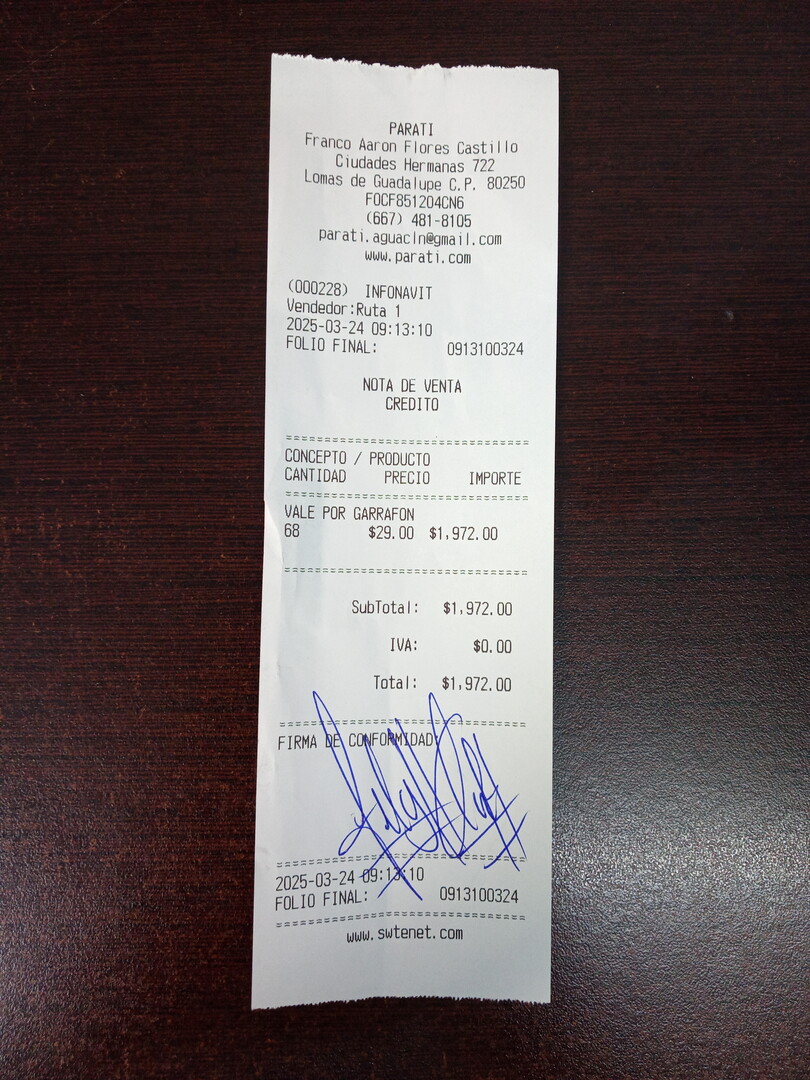 PARATI
Franco Aaron Flores Castillo
Ciudades Hermanas 722
Lomas de Guadalupe C.P. 80250
FOCF851204CN6
(667) 481-8105
parati.aguacln@gmail.com
www.parati.com
(000228) INFONAVIT
Vendedor:Ruta 1
2025-03-24 09:13:10
FOLIO FINAL: 0913100324
NOTA DE VENTA
CREDITO
CONCEPTO / PRODUCTO
CANTIDAD PRECIO IMPORTE
VALE POR GARRAFON
68 $29.00 $1,972.00
SubTotal: $1,972.00
IVA: $0.00
Total: $1,972.00
FIRMA DE CONFORMIDAD:
2025-03-24 09:13:10
FOLIO FINAL: 0913100324
www.swtenet.com